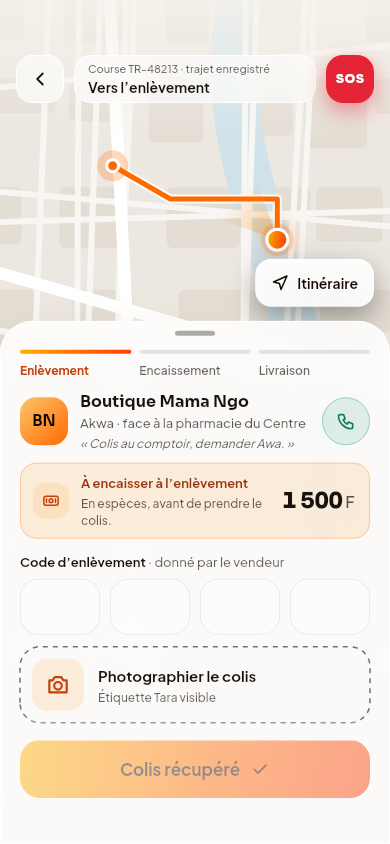 Course TR-48213 · trajet enregistré
Vers l’enlèvement
SOS
Itinéraire
Enlèvement
Encaissement
Livraison
BN
Boutique Mama Ngo
Akwa · face à la pharmacie du Centre
« Colis au comptoir, demander Awa. »
À encaisser à l’enlèvement
En espèces, avant de prendre le
colis.
1 500 F
Code d’enlèvement · donné par le vendeur
Photographier le colis
Étiquette Tara visible
Colis récupéré